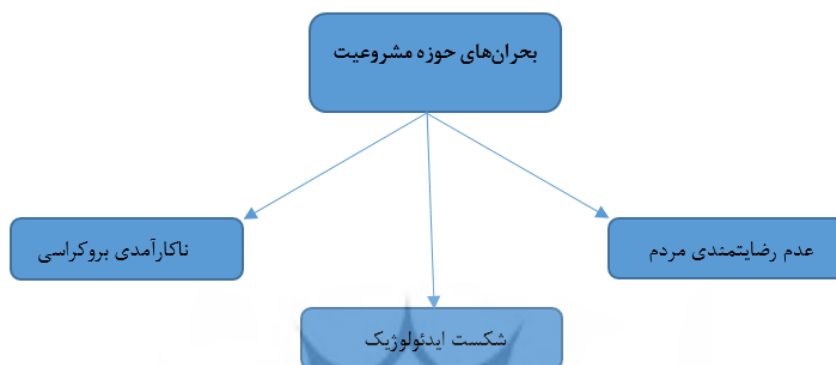 بحران‌های حوزه مشروعیت
عدم رضایتمندی مردم
ناکارآمدی بروکراسی
شکست ایدئولوژیک